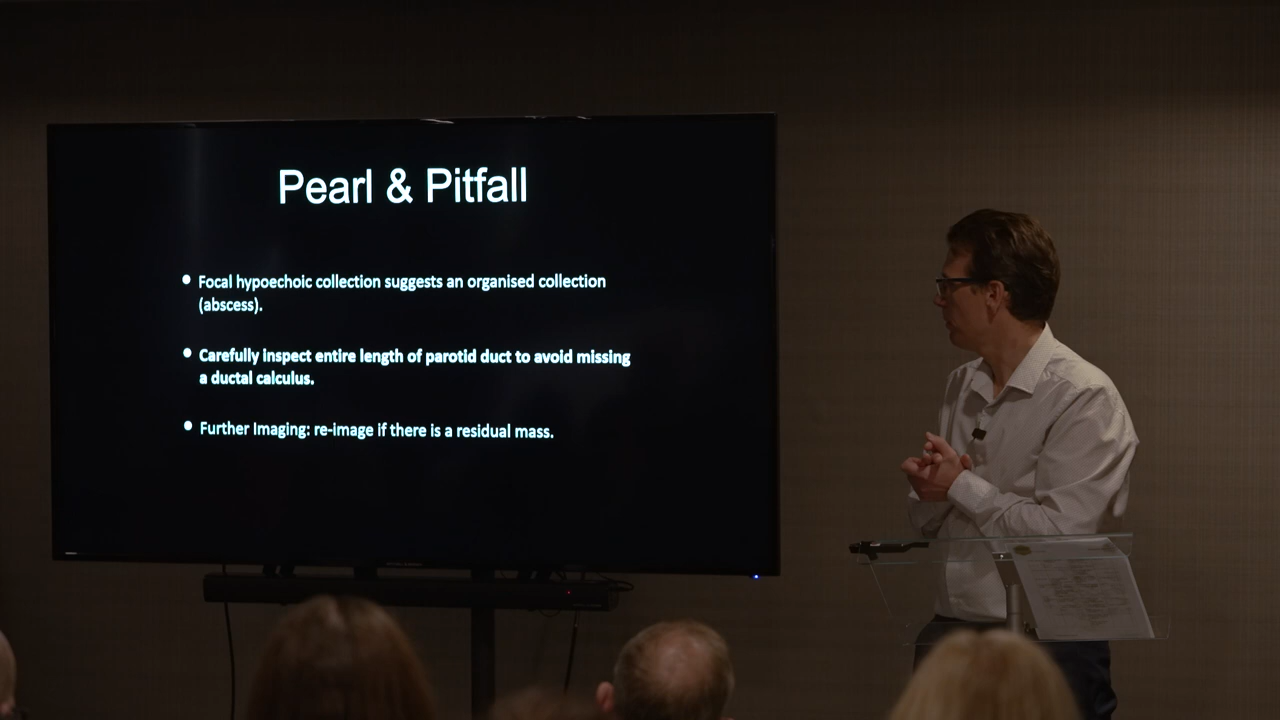 Pearl & Pitfall
• Focal hypoechoic collection suggests an organised collection
(abscess).
• Carefully inspect entire length of parotid duct to avoid missing
a ductal calculus.
• Further Imaging: re-image if there is a residual mass.